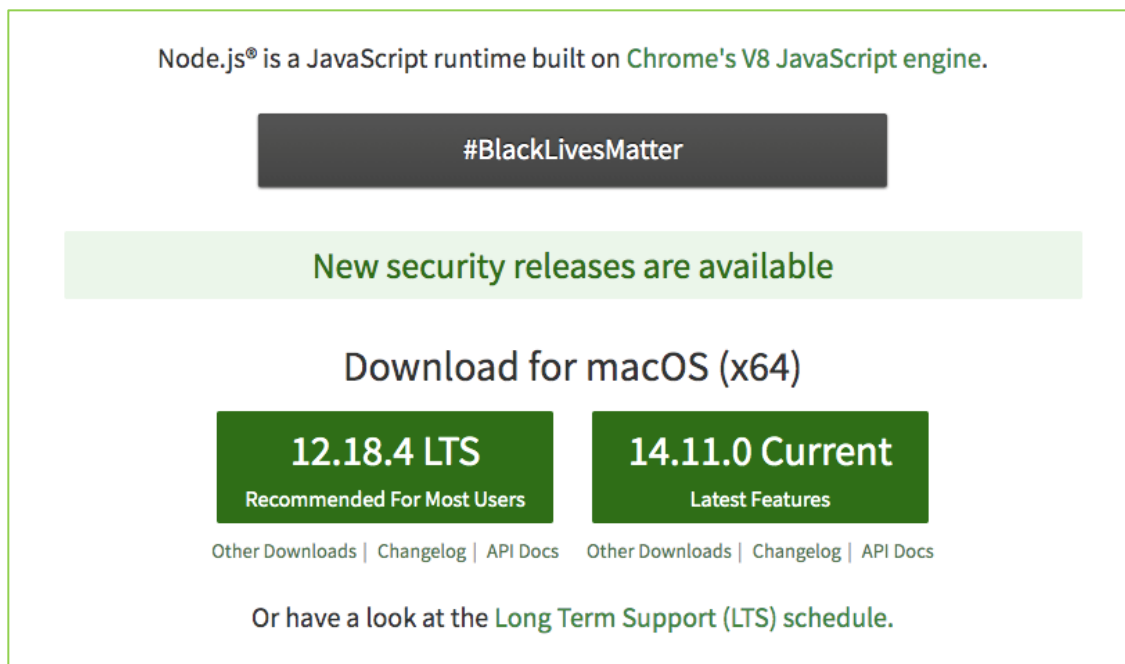 Node.js® is a JavaScript runtime built on Chrome's V8 JavaScript engine.
#BlackLivesMatter
New security releases are available
Download for macOS (x64)
12.18.4 LTS
Recommended For Most Users
14.11.0 Current
Latest Features
Other Downloads | Changelog | API Docs
Other Downloads | Changelog | API Docs
Or have a look at the Long Term Support (LTS) schedule.